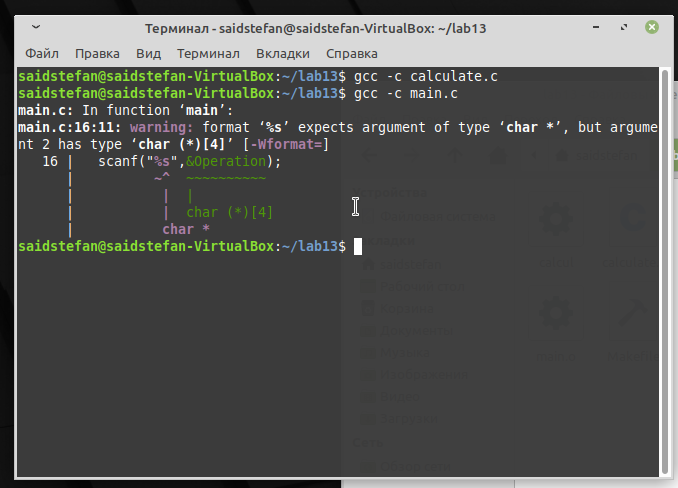 Терминал - saidstefan@saidstefan-VirtualBox: ~/lab13
Файл Правка Вид Терминал Вкладки Справка
saidstefan@saidstefan-VirtualBox:~/lab13$ gcc -c calculate.c
saidstefan@saidstefan-VirtualBox:~/lab13$ gcc -c main.c
main.c: In function ‘main’:
main.c:16:11: warning: format ‘%s’ expects argument of type ‘char *’, but argume
nt 2 has type ‘char (*)[4]’ [-Wformat=]
16 | scanf("%s",&Operation);
| ~^ ~~~~~~~~~~
| | |
| | char (*)[4]
| char *
saidstefan@saidstefan-VirtualBox:~/lab13$